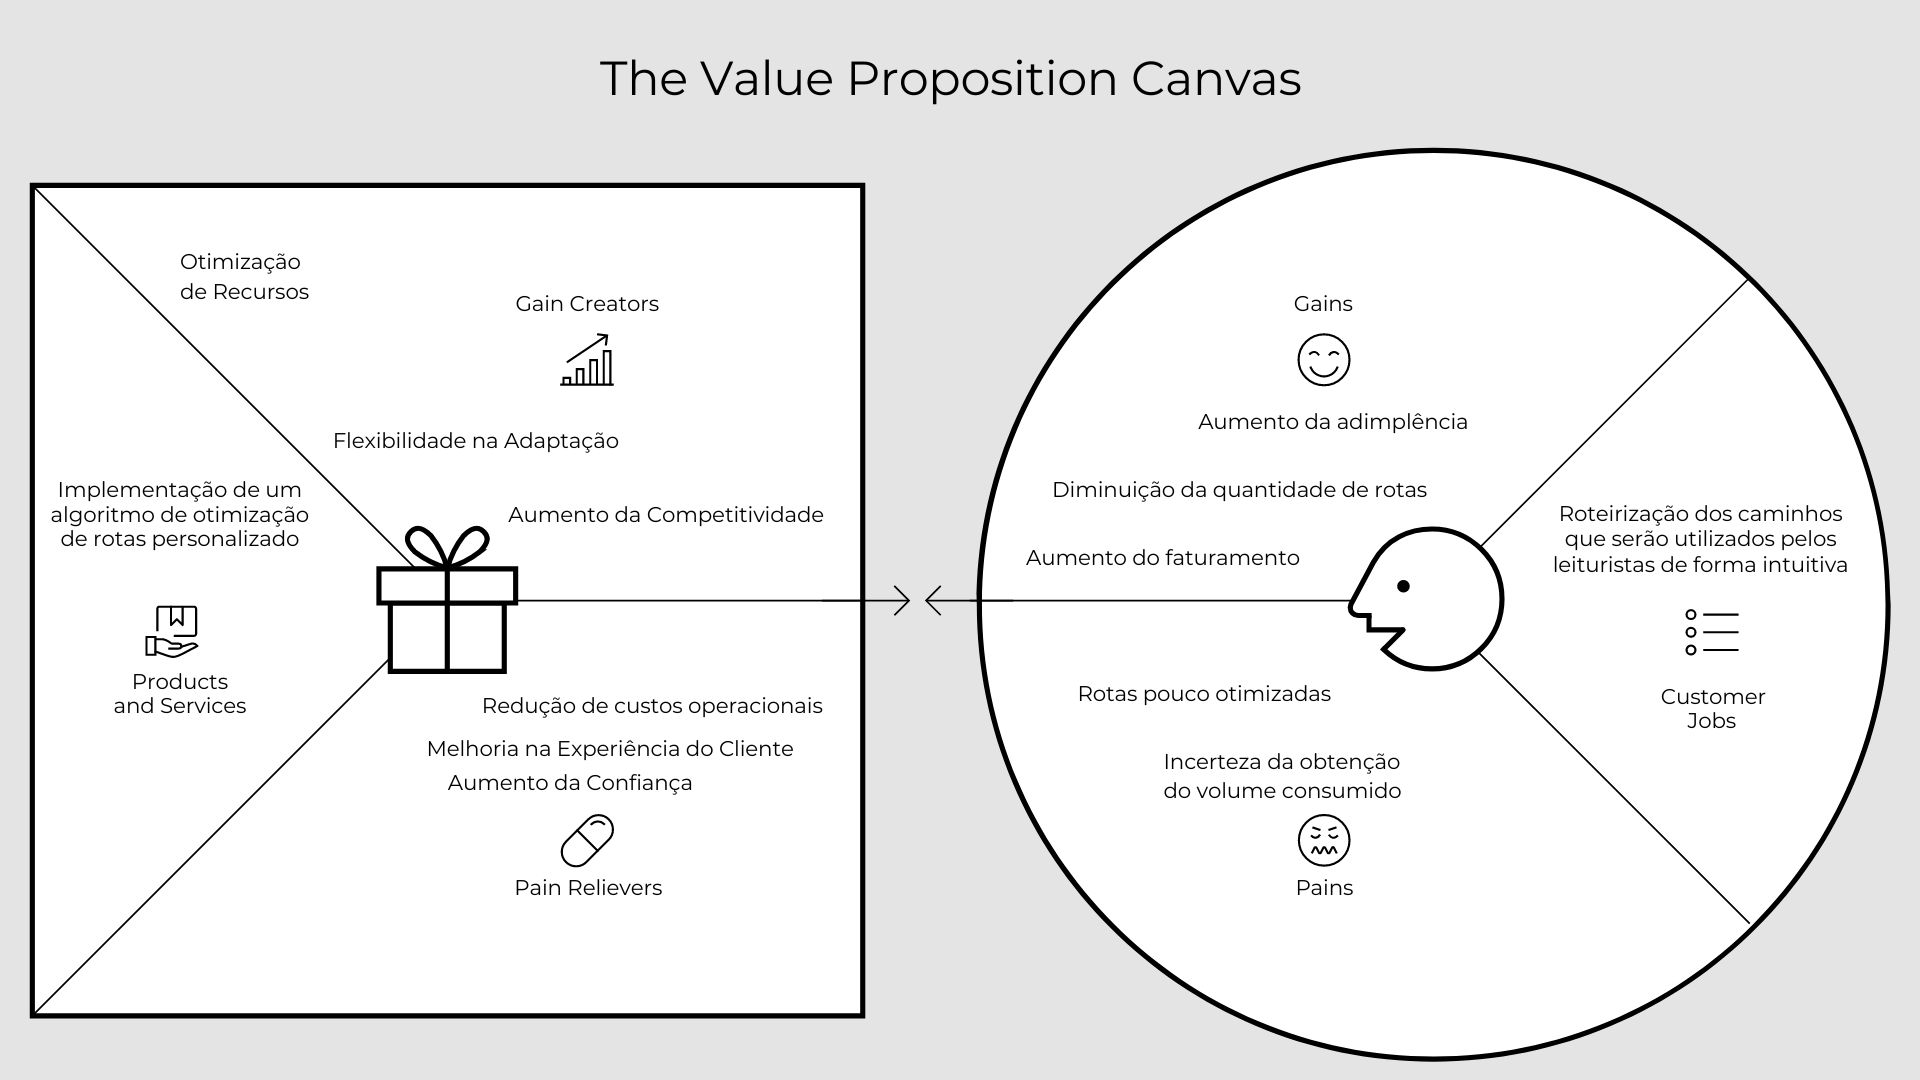 The Value Proposition Canvas
Otimização
de Recursos
Gain Creators
Flexibilidade na Adaptação
Aumento da Competitividade
Implementação de um
algoritmo de otimização
de rotas personalizado
Products
and Services
Redução de custos operacionais
Melhoria na Experiência do Cliente
Aumento da Confiança
Pain Relievers
Gains
Aumento da adimplência
Diminuição da quantidade de rotas
Aumento do faturamento
Roteirização dos caminhos
que serão utilizados pelos
leituristas de forma intuitiva
Customer
Jobs
Rotas pouco otimizadas
Incerteza da obtenção
do volume consumido
Pains